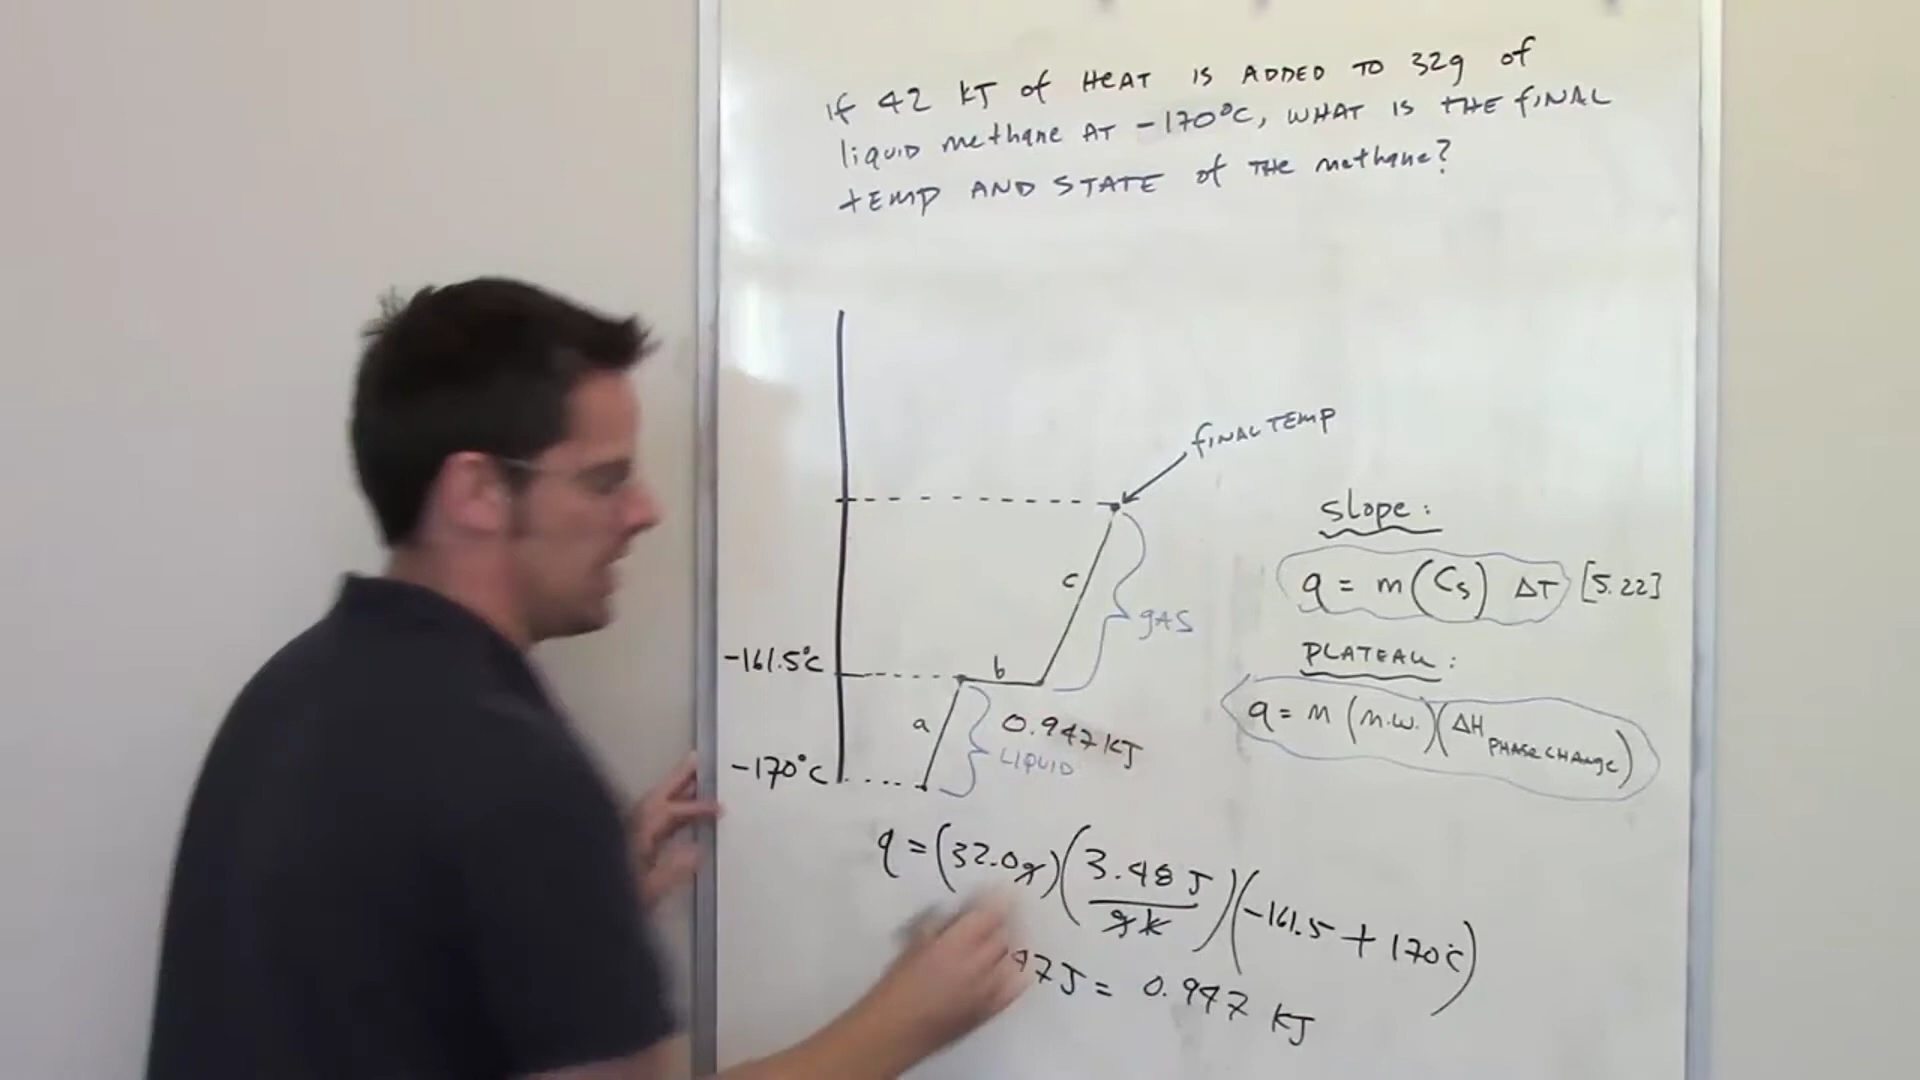 If 42 KJ of HEAT IS ADDED TO 32g of
liquid methane AT -170°C, WHAT IS THE FINAL
TEMP AND STATE of THE methane?
FINAL TEMP
Slope:
q = m (Cs) ΔT [5.22]
c
gAS
PLATEAU:
-161.5°C
b
q = m (m.w.) (ΔH PHASE CHANGE)
a
0.947 KJ
LIQUID
-170°C
q = (32.0g) (3.48 J / g k) (-161.5 + 170°C)
47 J = 0.947 KJ